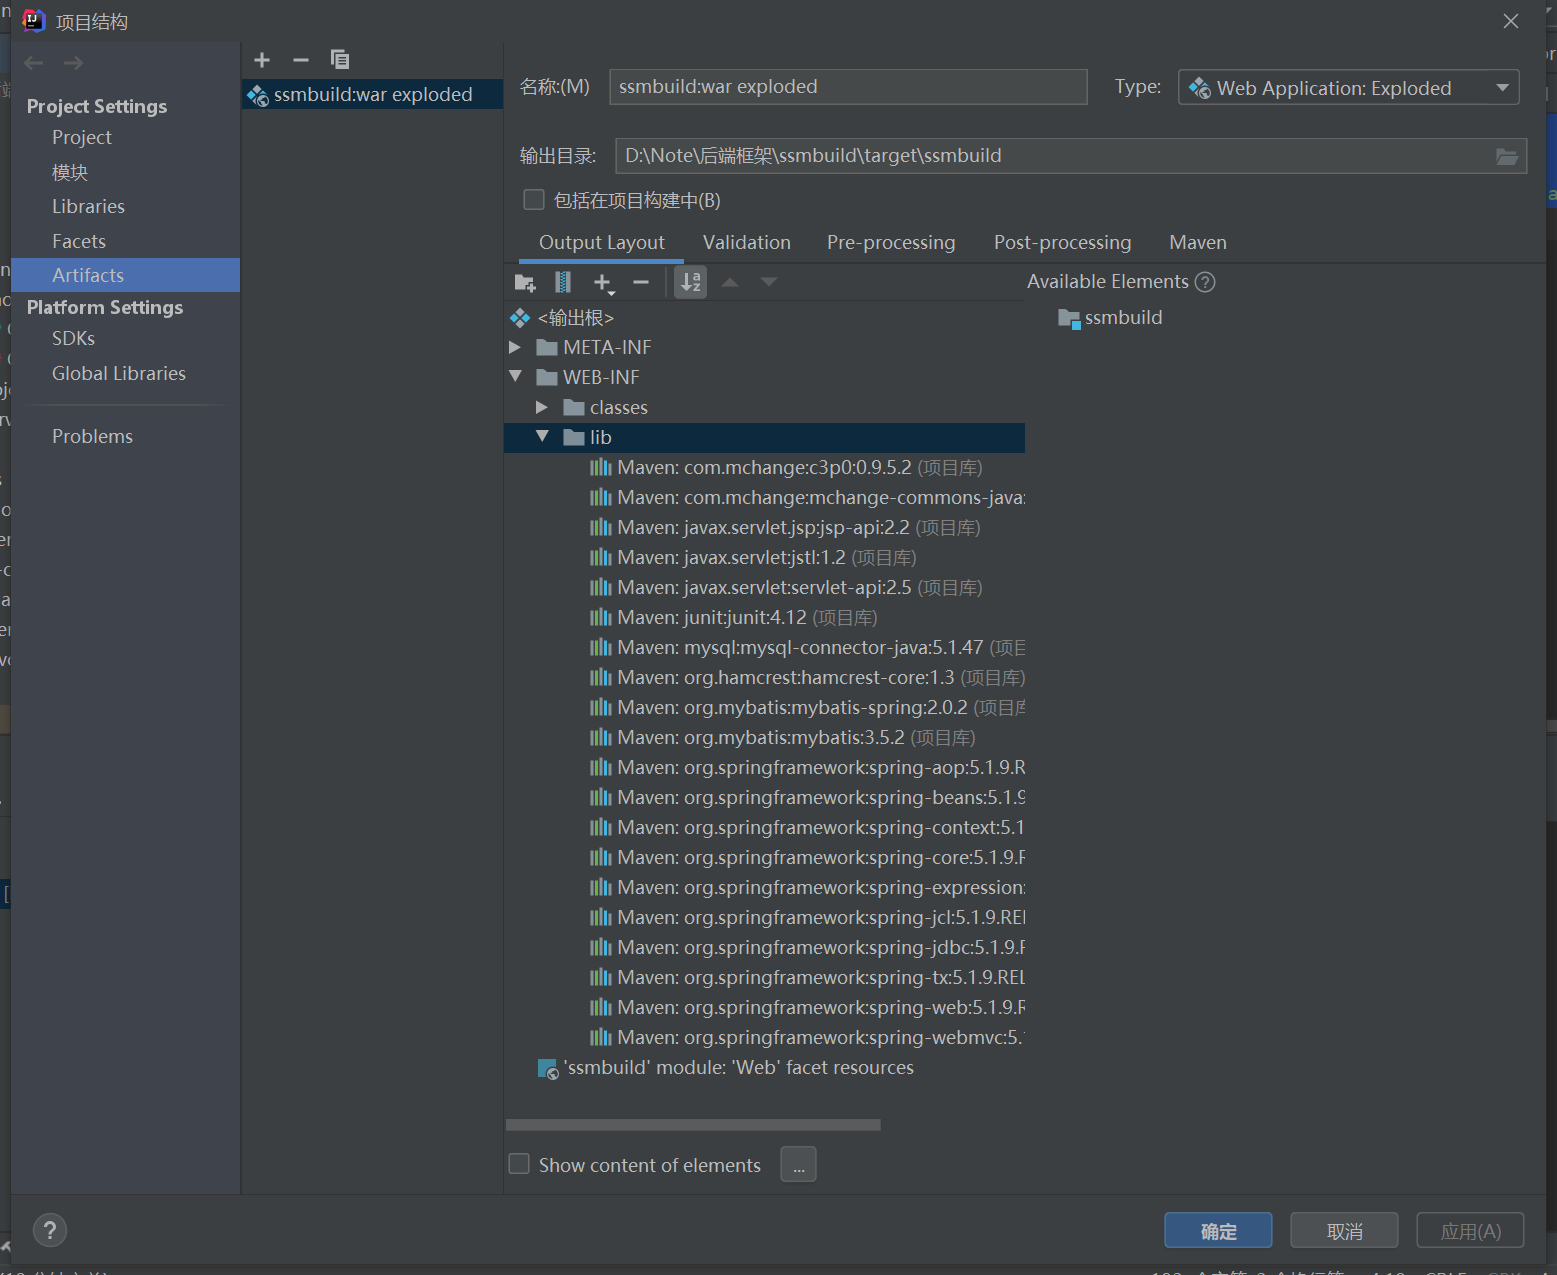 项目结构
Project Settings
Project
模块
Libraries
Facets
Artifacts
Platform Settings
SDKs
Global Libraries
Problems
ssmbuild:war exploded
名称:(M) ssmbuild:war exploded Type: Web Application: Exploded
输出目录: D:\Note\后端框架\ssmbuild\target\ssmbuild
包括在项目构建中(B)
Output Layout Validation Pre-processing Post-processing Maven
Available Elements ?
<输出根>
ssmbuild
META-INF
WEB-INF
classes
lib
Maven: com.mchange:c3p0:0.9.5.2 (项目库)
Maven: com.mchange:mchange-commons-java:
Maven: javax.servlet.jsp:jsp-api:2.2 (项目库)
Maven: javax.servlet:jstl:1.2 (项目库)
Maven: javax.servlet:servlet-api:2.5 (项目库)
Maven: junit:junit:4.12 (项目库)
Maven: mysql:mysql-connector-java:5.1.47 (项目
Maven: org.hamcrest:hamcrest-core:1.3 (项目库)
Maven: org.mybatis:mybatis-spring:2.0.2 (项目库
Maven: org.mybatis:mybatis:3.5.2 (项目库)
Maven: org.springframework:spring-aop:5.1.9.R
Maven: org.springframework:spring-beans:5.1.9
Maven: org.springframework:spring-context:5.1
Maven: org.springframework:spring-core:5.1.9.R
Maven: org.springframework:spring-expression:
Maven: org.springframework:spring-jcl:5.1.9.REL
Maven: org.springframework:spring-jdbc:5.1.9.R
Maven: org.springframework:spring-tx:5.1.9.REL
Maven: org.springframework:spring-web:5.1.9.R
Maven: org.springframework:spring-webmvc:5.
'ssmbuild' module: 'Web' facet resources
Show content of elements ...
? 确定 取消 应用(A)